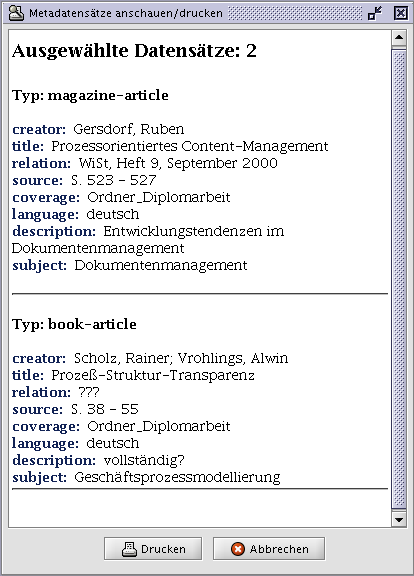 Metadatensätze anschauen/drucken
Ausgewählte Datensätze: 2
Typ: magazine-article
creator: Gersdorf, Ruben
title: Prozessorientiertes Content-Management
relation: WiSt, Heft 9, September 2000
source: S. 523 - 527
coverage: Ordner_Diplomarbeit
language: deutsch
description: Entwicklungstendenzen im
Dokumentenmanagement
subject: Dokumentenmanagement
Typ: book-article
creator: Scholz, Rainer; Vrohlings, Alwin
title: Prozeß-Struktur-Transparenz
relation: ???
source: S. 38 - 55
coverage: Ordner_Diplomarbeit
language: deutsch
description: vollständig?
subject: Geschäftsprozessmodellierung
Drucken Abbrechen